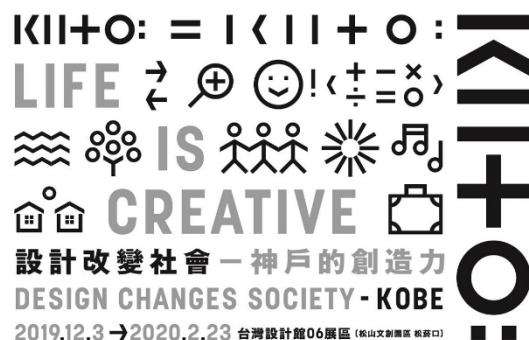 KIITO: = I < I I + O :
LIFE
IS
CREATIVE
設計改變社會－神戶的創造力
DESIGN CHANGES SOCIETY - KOBE
2019.12.3 → 2020.2.23 台灣設計館06展區 (松山文創園區 松菸口)
KIITO: